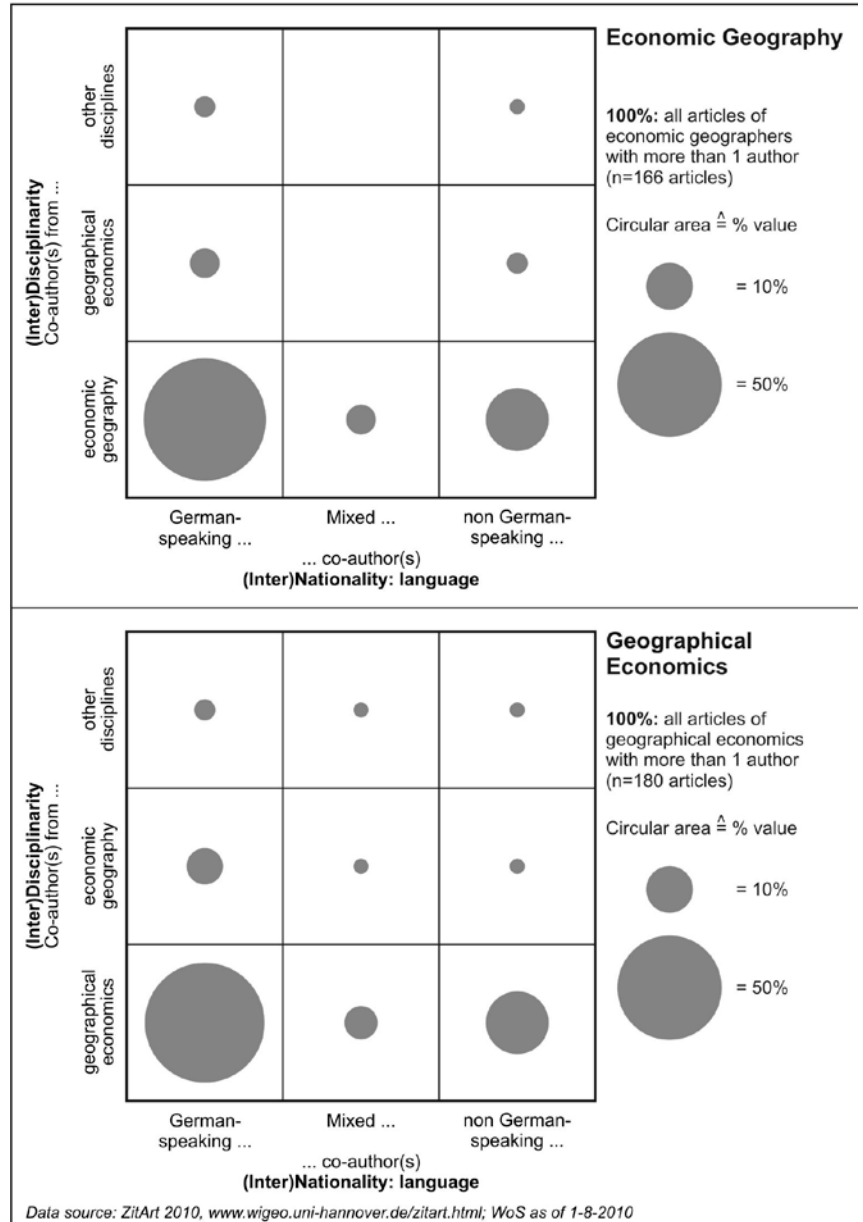 Economic Geography
100%: all articles of
economic geographers
with more than 1 author
(n=166 articles)
Circular area ≙ % value
= 10%
= 50%
(Inter)Disciplinarity
Co-author(s) from ...
other
disciplines
geographical
economics
economic
geography
German-
speaking ...
Mixed ...
non German-
speaking ...
... co-author(s)
(Inter)Nationality: language
Geographical
Economics
100%: all articles of
geographical economics
with more than 1 author
(n=180 articles)
Circular area ≙ % value
= 10%
= 50%
(Inter)Disciplinarity
Co-author(s) from ...
other
disciplines
economic
geography
geographical
economics
German-
speaking ...
Mixed ...
non German-
speaking ...
... co-author(s)
(Inter)Nationality: language
Data source: ZitArt 2010, www.wigeo.uni-hannover.de/zitart.html; WoS as of 1-8-2010